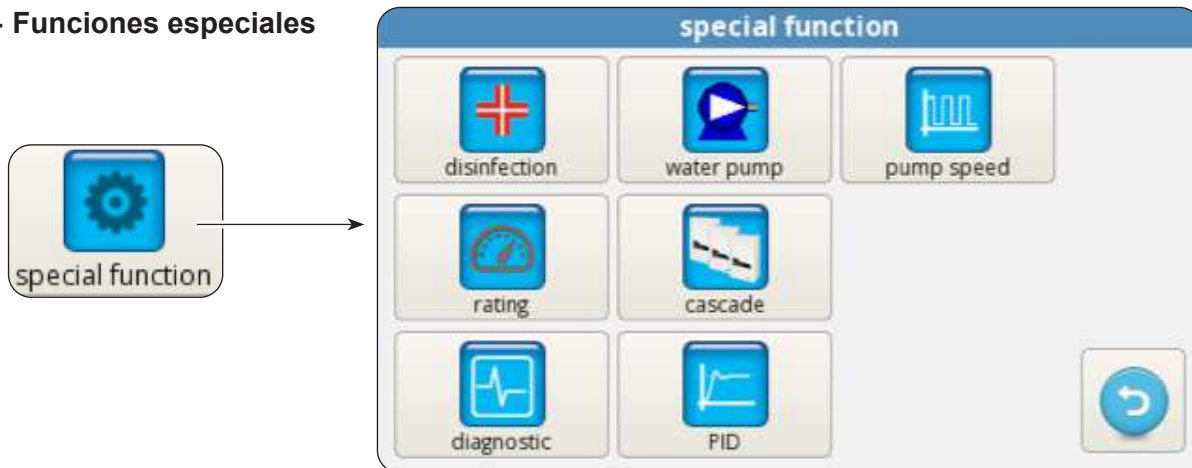 - Funciones especiales
special function
special function
disinfection
water pump
pump speed
rating
cascade
diagnostic
PID